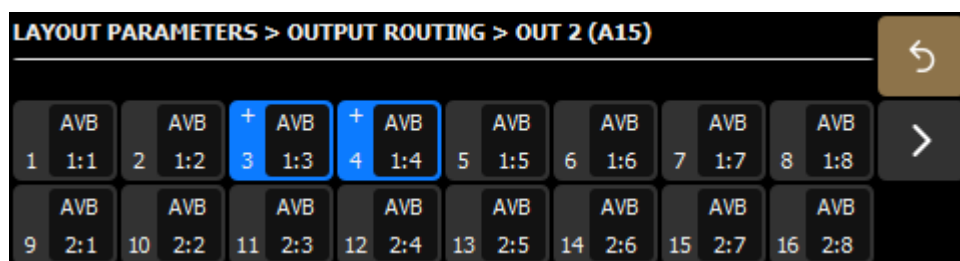 LAYOUT PARAMETERS > OUTPUT ROUTING > OUT 2 (A15)
AVB AVB + AVB + AVB AVB AVB AVB AVB
1 1:1 2 1:2 3 1:3 4 1:4 5 1:5 6 1:6 7 1:7 8 1:8
AVB AVB AVB AVB AVB AVB AVB AVB
9 2:1 10 2:2 11 2:3 12 2:4 13 2:5 14 2:6 15 2:7 16 2:8